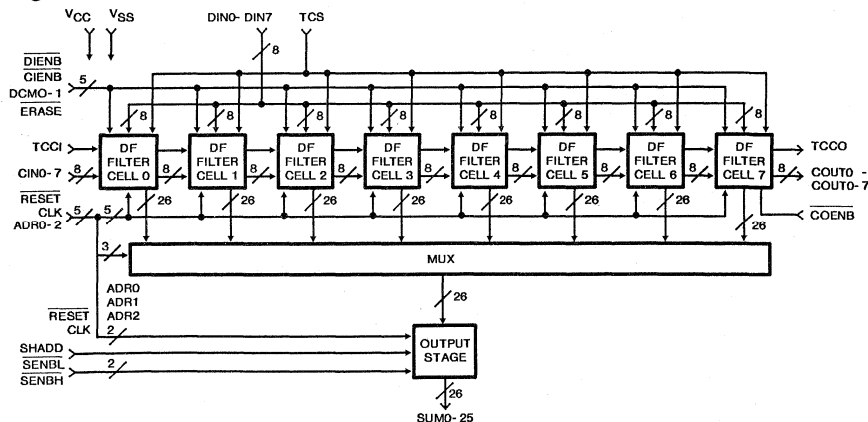 VCC VSS DIN0- DIN7 TCS
8
DIENB
CIENB
DCMO-1
ERASE
5
8 8 8 8 8 8 8 8
TCCI
CIN0-7
8
DF FILTER CELL 0
8
DF FILTER CELL 1
8
DF FILTER CELL 2
8
DF FILTER CELL 3
8
DF FILTER CELL 4
8
DF FILTER CELL 5
8
DF FILTER CELL 6
8
DF FILTER CELL 7
8
TCCO
COUT0 -
COUT0-7
COENB
RESET
CLK
ADR0-2
5 5
26 26 26 26 26 26 26 26
3
MUX
ADR0
ADR1
ADR2
26
RESET
CLK
2
SHADD
SENBL
SENBH
2
OUTPUT
STAGE
26
SUM0-25